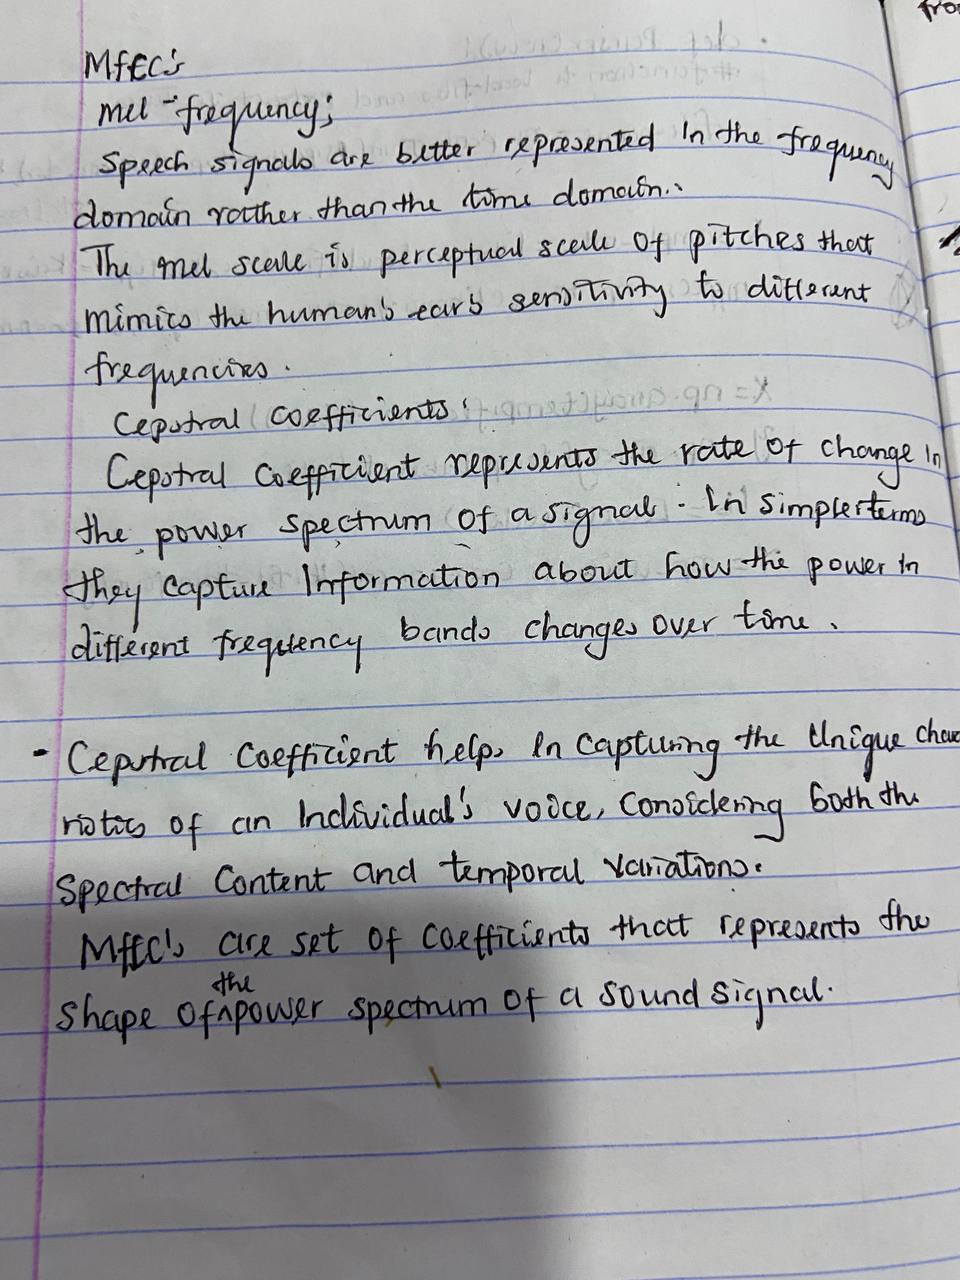 MfCC's
mel-frequency;
Speech signals are better represented in the frequency
domain rather than the time domain..
The mel scale is perceptual scale of pitches that
mimics the human's ear's sensitivity to different
frequencies.
Cepstral coefficients:
Cepstral Coefficient represents the rate of change in
the power spectrum of a signal. In simpler terms
they capture Information about how the power in
different frequency bands changes over time.
- Cepstral Coefficient helps in capturing the Unique charac
ristics of an Individual's voice, Considering both the
Spectral Content and temporal variations.
MfCC's are set of coefficients that represents the
shape of the power spectrum of a sound signal.